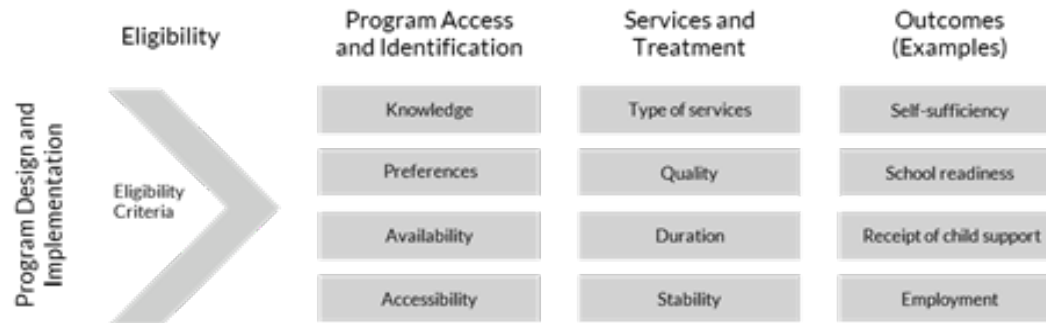 Eligibility
Program Access
and Identification
Services and
Treatment
Outcomes
(Examples)
Program Design and
Implementation
Eligibility
Criteria
Knowledge
Type of services
Self-sufficiency
Preferences
Quality
School readiness
Availability
Duration
Receipt of child support
Accessibility
Stability
Employment